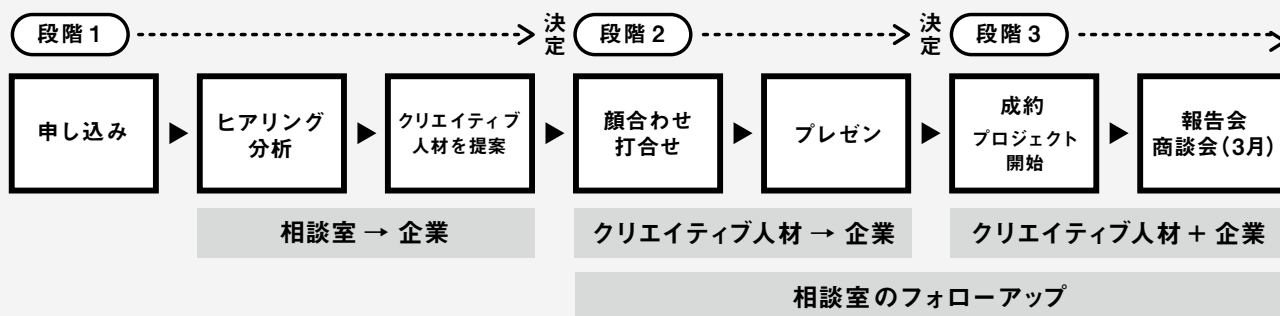 段階1
決定
段階2
決定
段階3
申し込み
ヒアリング
分析
クリエイティブ
人材を提案
顔合わせ
打合せ
プレゼン
成約
プロジェクト
開始
報告会
商談会(3月)
相談室 → 企業
クリエイティブ人材 → 企業
クリエイティブ人材 + 企業
相談室のフォローアップ